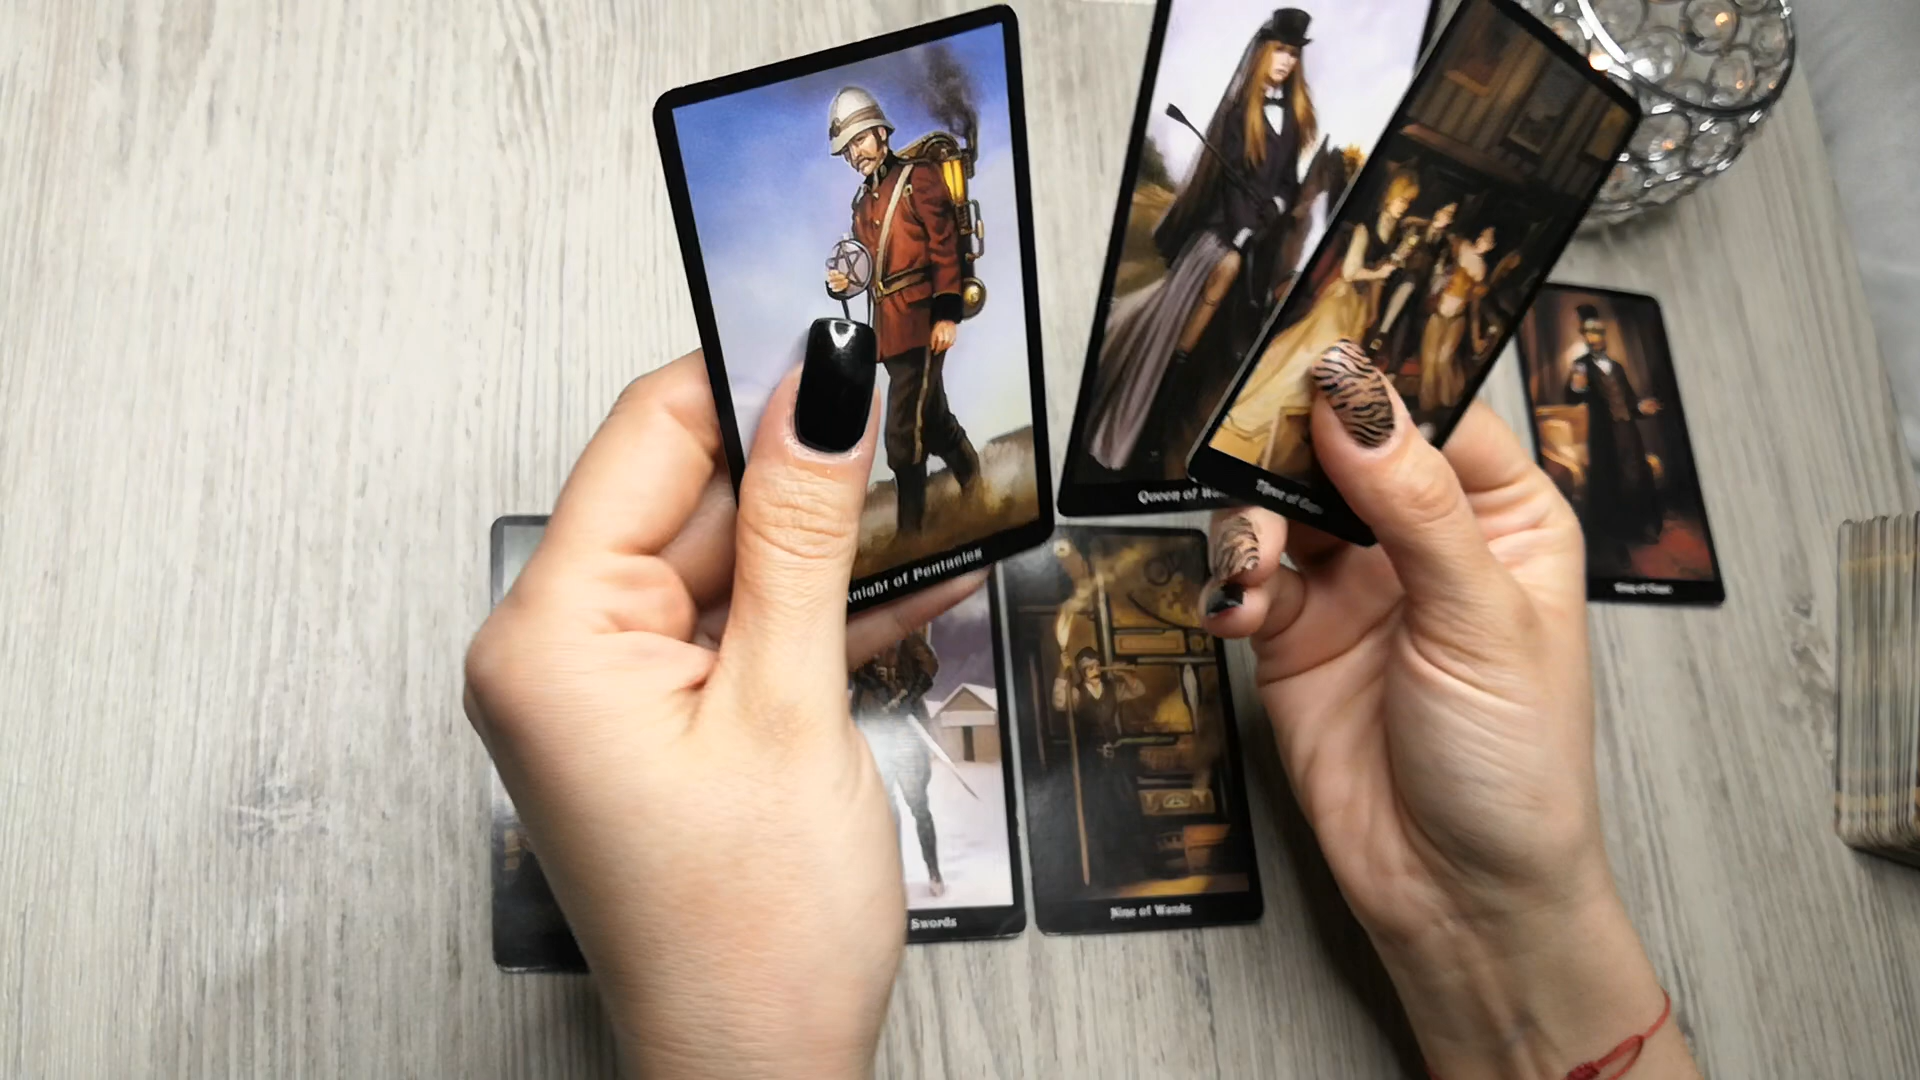 Knight of Pentacles
Queen of Wa
Three of Cups
King of Cups
Swords
Nine of Wands